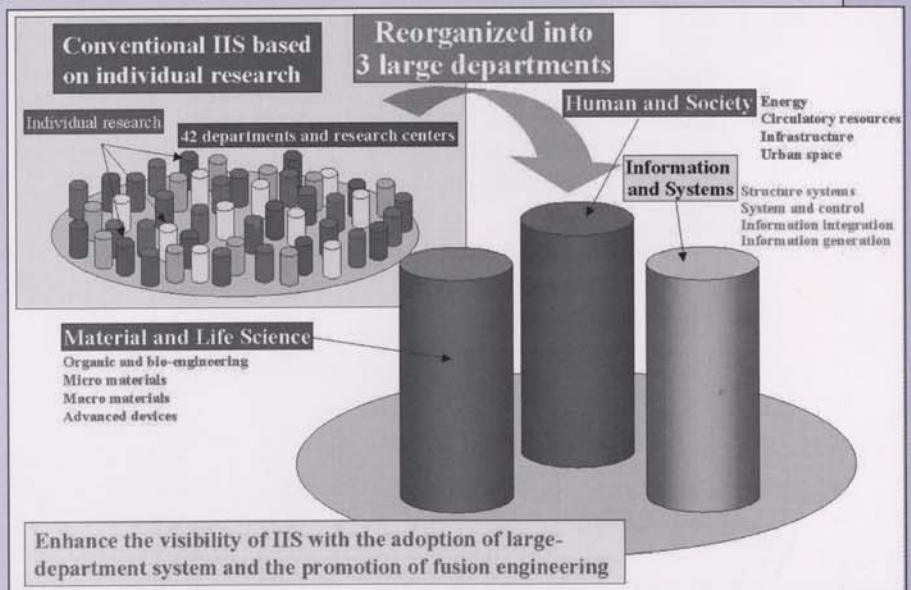 Conventional IIS based
on individual research
Reorganized into
3 large departments
Individual research
42 departments and research centers
Human and Society
Energy
Circulatory resources
Infrastructure
Urban space
Information
and Systems
Structure systems
System and control
Information integration
Information generation
Material and Life Science
Organic and bio-engineering
Micro materials
Macro materials
Advanced devices
Enhance the visibility of IIS with the adoption of large-
department system and the promotion of fusion engineering